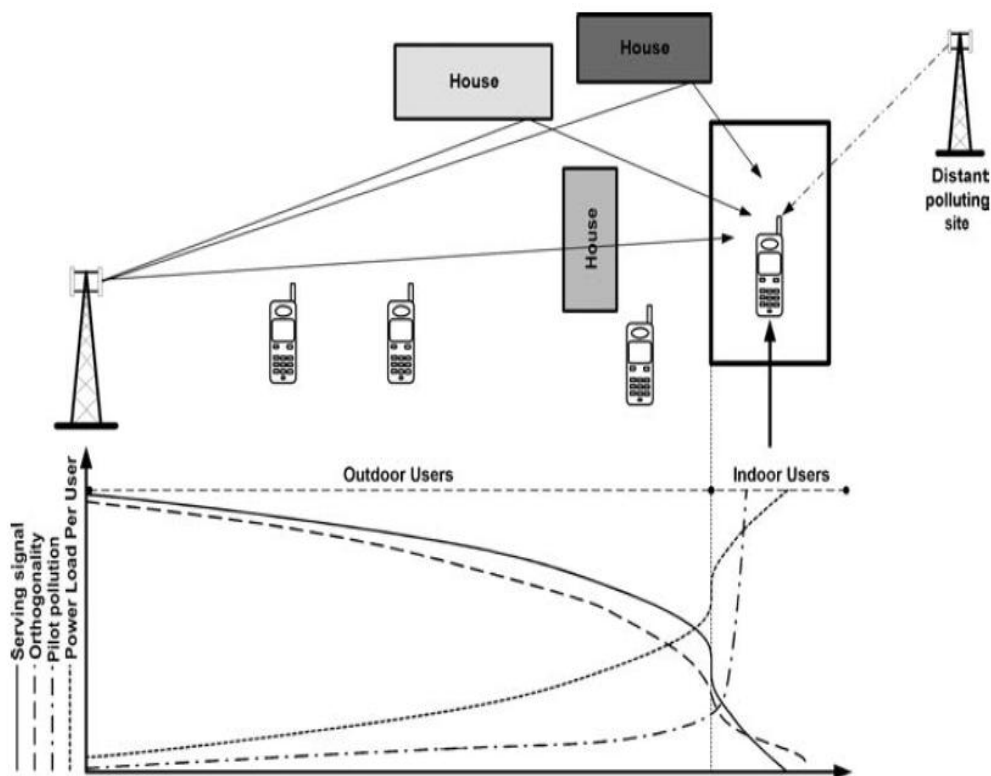 House
House
House
Distant
polluting
site
Outdoor Users
Indoor Users
Serving signal
Orthogonality
Pilot pollution
Power Load Per User